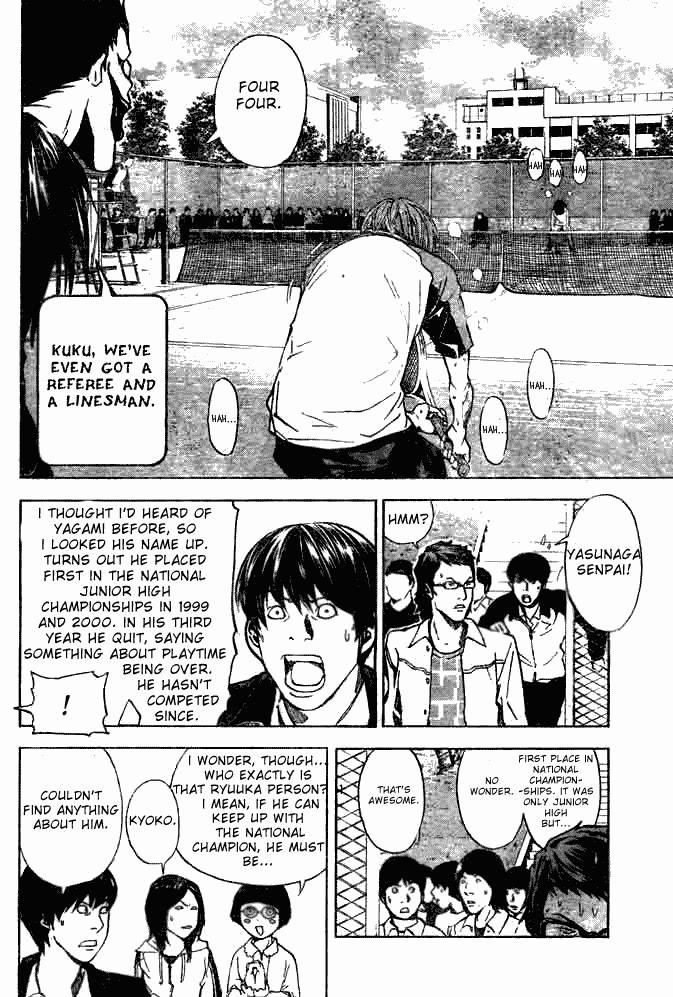 FOUR
FOUR.
HAH
HAH
HAH
KUKU, WE'VE
EVEN GOT A
REFEREE AND
A LINESMAN.
HAH...
HAH...
HAH...
YASUNAGA
SENPAI!
HMM?
I THOUGHT I'D HEARD OF
YAGAMI BEFORE, SO
I LOOKED HIS NAME UP.
TURNS OUT HE PLACED
FIRST IN THE NATIONAL
JUNIOR HIGH
CHAMPIONSHIPS IN 1999
AND 2000. IN HIS THIRD
YEAR HE QUIT, SAYING
SOMETHING ABOUT PLAYTIME
BEING OVER.
HE HASN'T
COMPETED
SINCE.
!
FIRST PLACE IN
NATIONAL
CHAMPION-
-SHIPS. IT WAS
ONLY JUNIOR
HIGH
BUT...
NO
WONDER.
THAT'S
AWESOME.
I WONDER, THOUGH...
WHO EXACTLY IS
THAT RYUUKA PERSON?
I MEAN, IF HE CAN
KEEP UP WITH
THE NATIONAL
CHAMPION, HE MUST
BE...
KYOKO.
COULDN'T
FIND ANYTHING
ABOUT HIM.